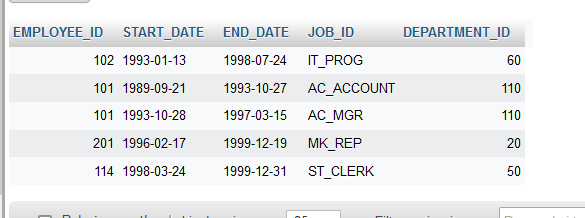 EMPLOYEE_ID START_DATE END_DATE JOB_ID DEPARTMENT_ID
102 1993-01-13 1998-07-24 IT_PROG 60
101 1989-09-21 1993-10-27 AC_ACCOUNT 110
101 1993-10-28 1997-03-15 AC_MGR 110
201 1996-02-17 1999-12-19 MK_REP 20
114 1998-03-24 1999-12-31 ST_CLERK 50